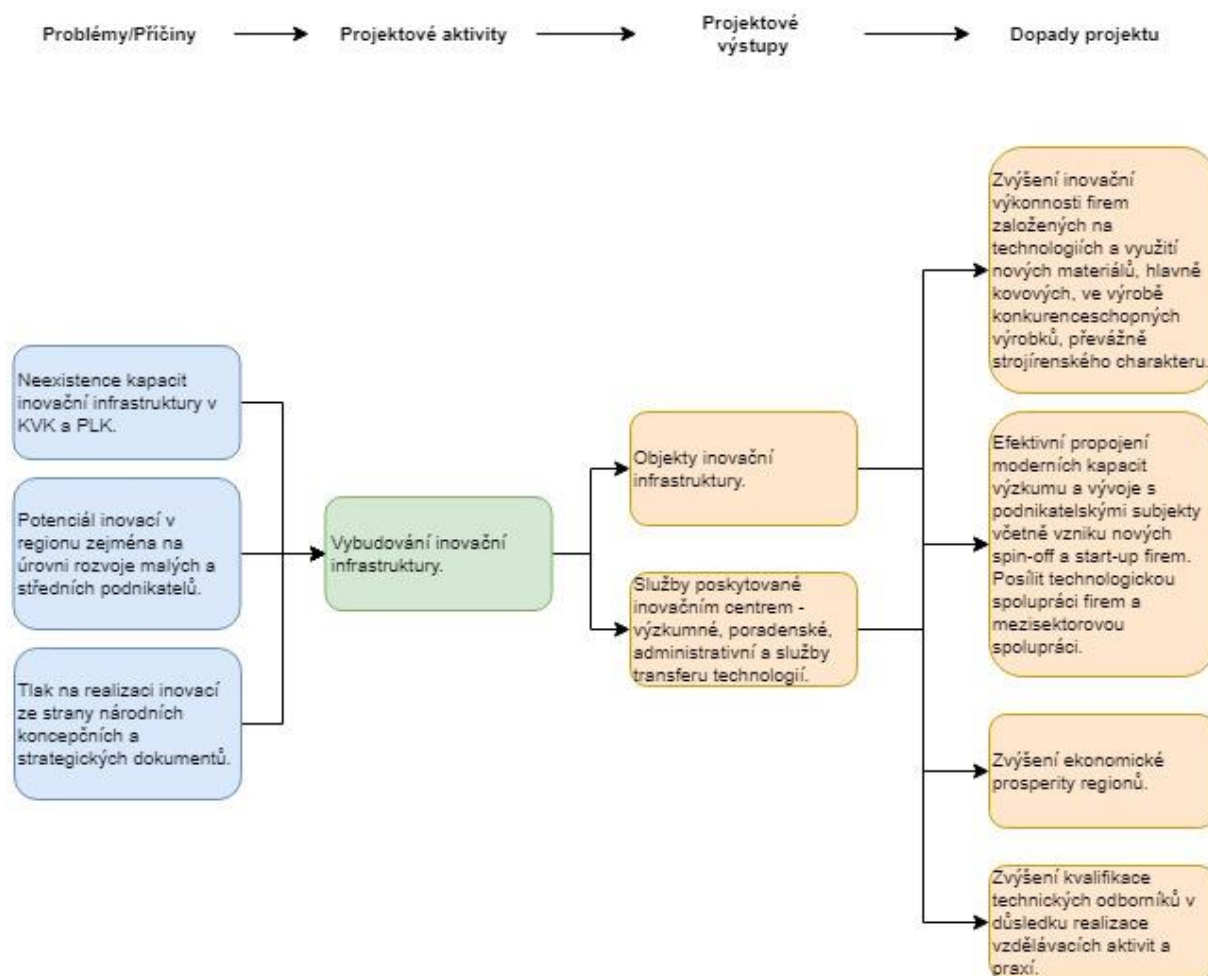 Problémy/Příčiny
Projektové aktivity
Projektové
výstupy
Dopady projektu
Neexistence kapacit
inovační infrastruktury v
KVK a PLK.
Potenciál inovací v
regionu zejména na
úrovni rozvoje malých a
středních podnikatelů.
Tlak na realizaci inovací
ze strany národních
koncepčních a
strategických dokumentů.
Vybudování inovační
infrastruktury.
Objekty inovační
infrastruktury.
Služby poskytované
inovačním centrem -
výzkumné, poradenské,
administrativní a služby
transferu technologií.
Zvýšení inovační
výkonnosti firem
založených na
technologiích a využití
nových materiálů, hlavně
kovových, ve výrobě
konkurenceschopných
výrobků, převážně
strojírenského charakteru.
Efektivní propojení
moderních kapacit
výzkumu a vývoje s
podnikatelskými subjekty
včetně vzniku nových
spin-off a start-up firem.
Posílit technologickou
spolupráci firem a
mezisektorovou
spolupráci.
Zvýšení ekonomické
prosperity regionů.
Zvýšení kvalifikace
technických odborníků v
důsledku realizace
vzdělávacích aktivit a
praxí.